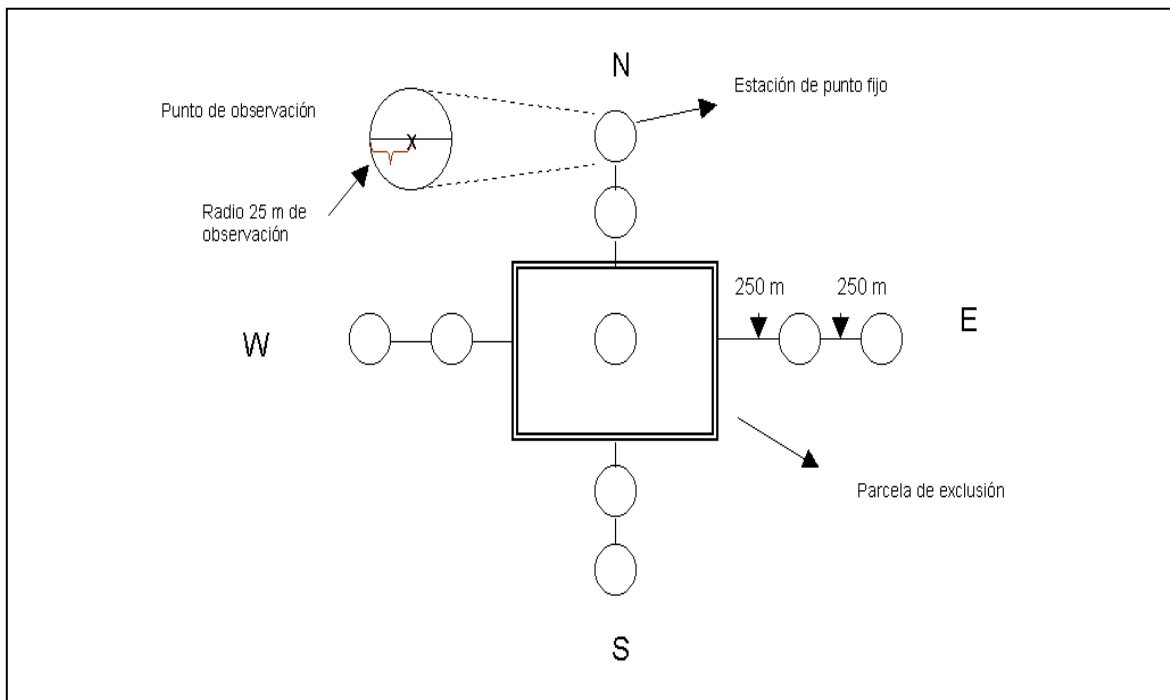 N
Estación de punto fijo
Punto de observación
X
Radio 25 m de
observación
250 m
250 m
W
E
Parcela de exclusión
S